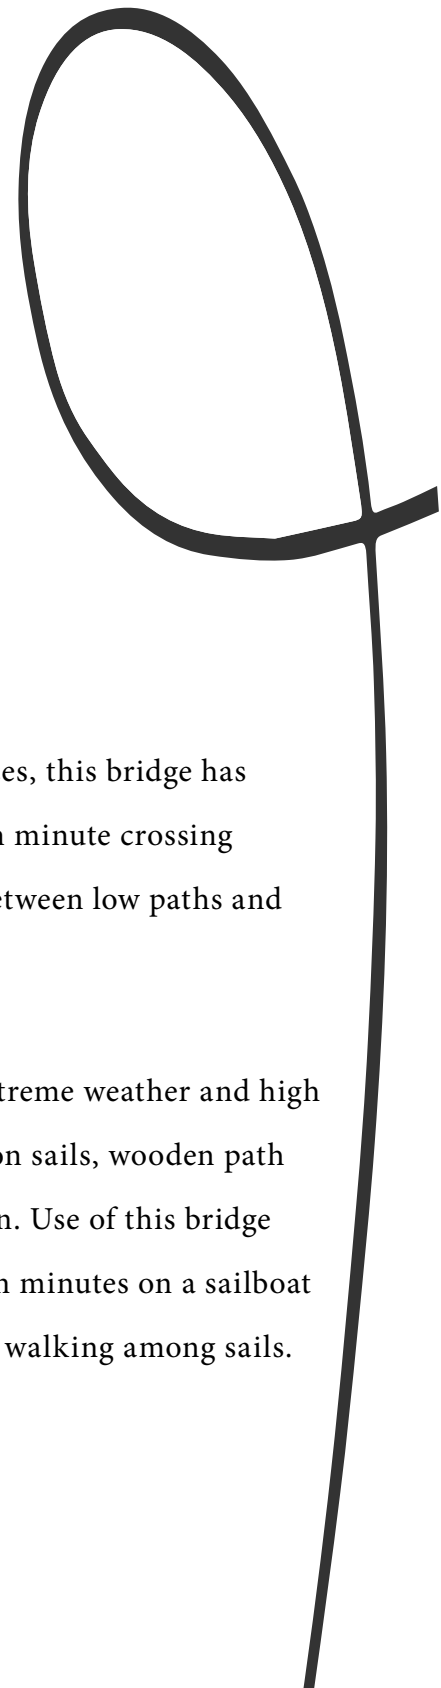 es, this bridge has
n minute crossing
etween low paths and
treme weather and high
on sails, wooden path
n. Use of this bridge
n minutes on a sailboat
walking among sails.